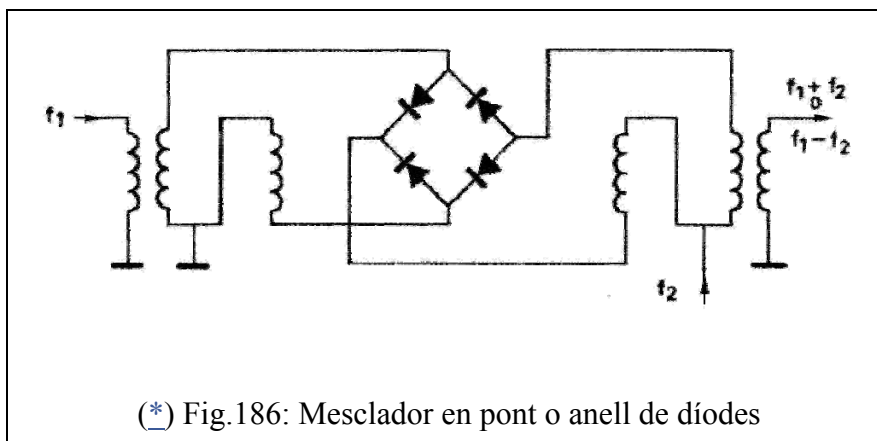 f1
f1+f2
o
f1-f2
f2
(*) Fig.186: Mesclador en pont o anell de díodes